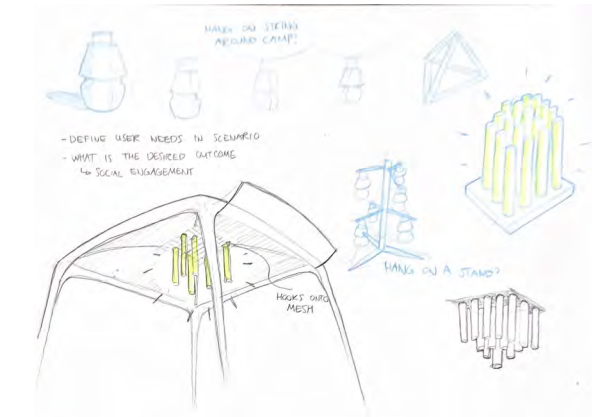 HANG ON STRING
AROUND CAMP!
- DEFINE USER NEEDS IN SCENARIO
- WHAT IS THE DESIRED OUTCOME
↳ SOCIAL ENGAGEMENT
HANG ON A STAND?
HOOKS ONTO
MESH